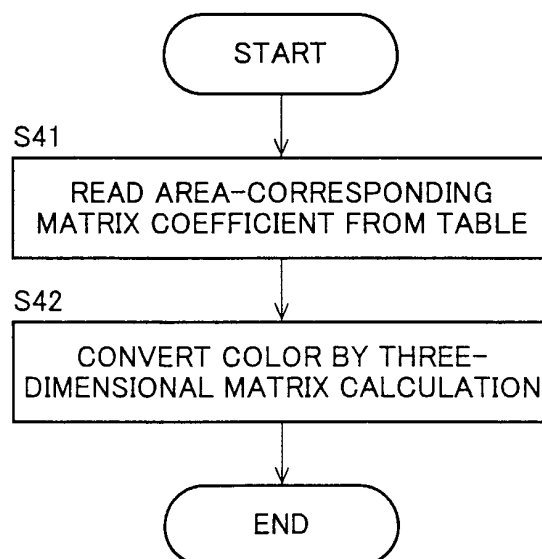 START
S41
READ AREA-CORRESPONDING
MATRIX COEFFICIENT FROM TABLE
S42
CONVERT COLOR BY THREE-
DIMENSIONAL MATRIX CALCULATION
END